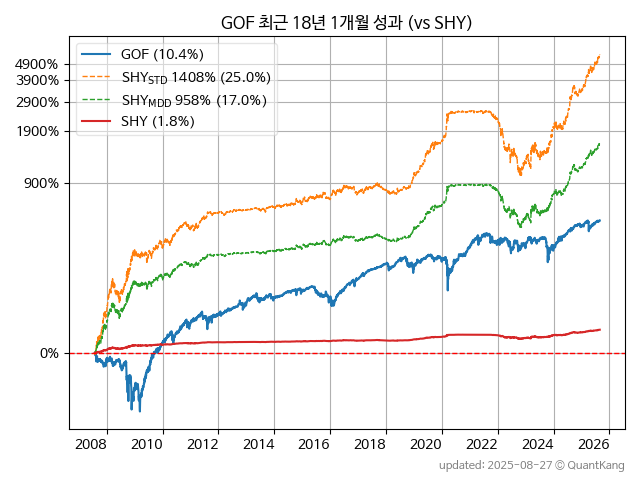 GOF 최근 18년 1개월 성과 (vs SHY)
GOF (10.4%)
SHY_STD 1408% (25.0%)
SHY_MDD 958% (17.0%)
SHY (1.8%)
4900%
3900%
2900%
1900%
900%
0%
2008 2010 2012 2014 2016 2018 2020 2022 2024 2026
updated: 2025-08-27 © QuantKang